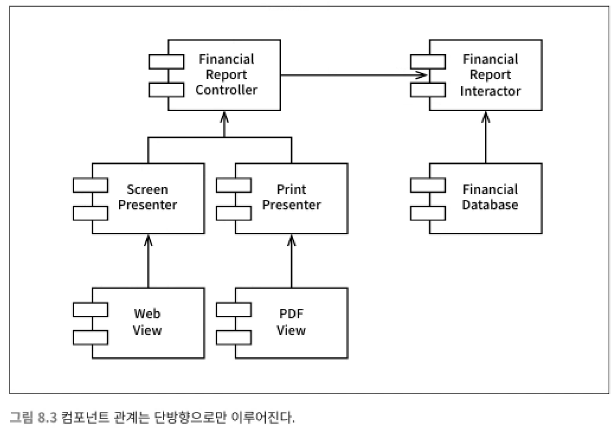 Financial
Report
Controller
Financial
Report
Interactor
Screen
Presenter
Print
Presenter
Financial
Database
Web
View
PDF
View
그림 8.3 컴포넌트 관계는 단방향으로만 이루어진다.